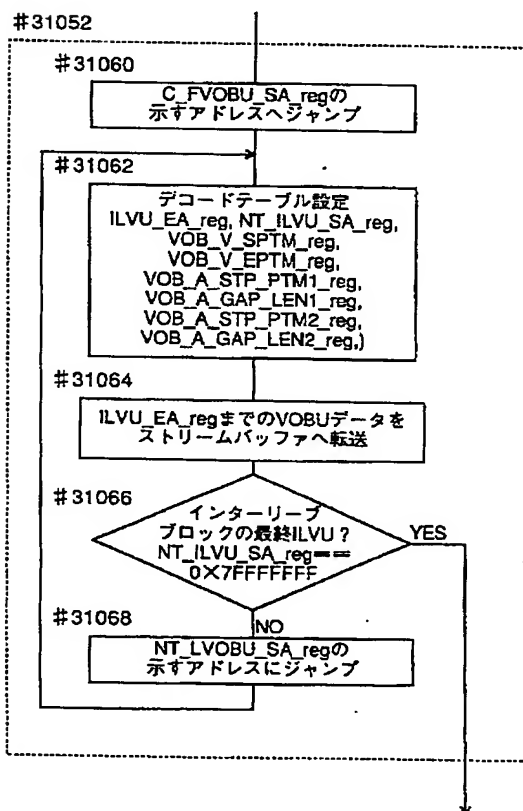 #31052
#31060
C_FVOBU_SA_regの
示すアドレスへジャンプ
#31062
デコードテーブル設定
ILVU_EA_reg, NT_ILVU_SA_reg,
VOB_V_SPTM_reg,
VOB_V_EPTM_reg,
VOB_A_STP_PTM1_reg,
VOB_A_GAP_LEN1_reg,
VOB_A_STP_PTM2_reg,
VOB_A_GAP_LEN2_reg,)
#31064
ILVU_EA_regまでのVOBUデータを
ストリームバッファへ転送
#31066
インターリーブ
ブロックの最終ILVU?
NT_ILVU_SA_reg==
0×7FFFFFFF
YES
#31068
NO
NT_LVOBU_SA_regの
示すアドレスにジャンプ